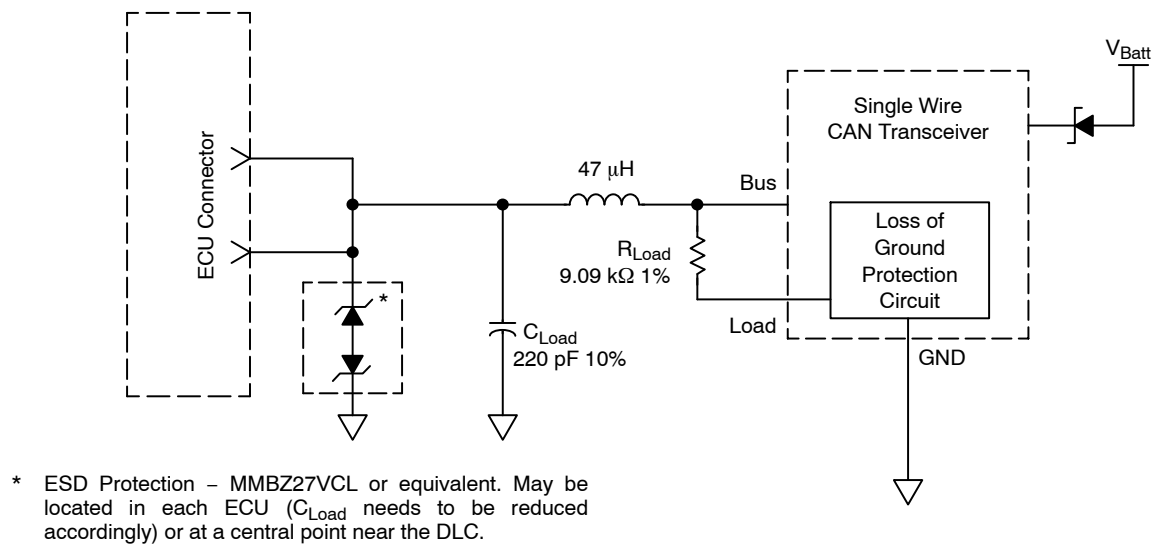 V_Batt
Single Wire
CAN Transceiver
ECU Connector
47 μH
Bus
R_Load
9.09 kΩ 1%
Loss of
Ground
Protection
Circuit
*
Load
C_Load
220 pF 10%
GND
* ESD Protection – MMBZ27VCL or equivalent. May be
located in each ECU (C_Load needs to be reduced
accordingly) or at a central point near the DLC.